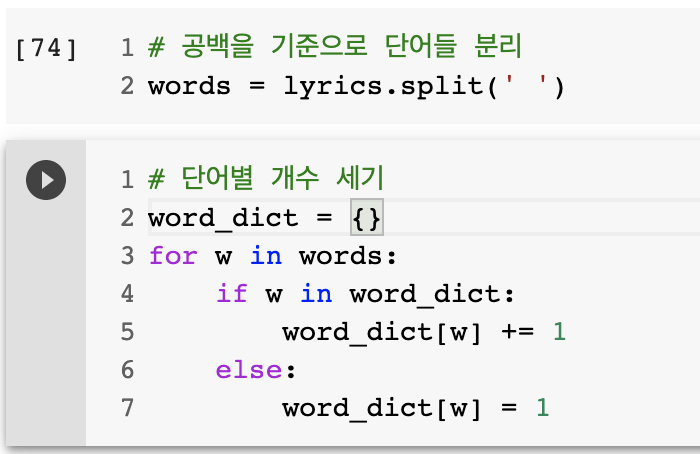 [74] 1 # 공백을 기준으로 단어들 분리
2 words = lyrics.split(' ')
1 # 단어별 개수 세기
2 word_dict = {}
3 for w in words:
4     if w in word_dict:
5         word_dict[w] += 1
6     else:
7         word_dict[w] = 1